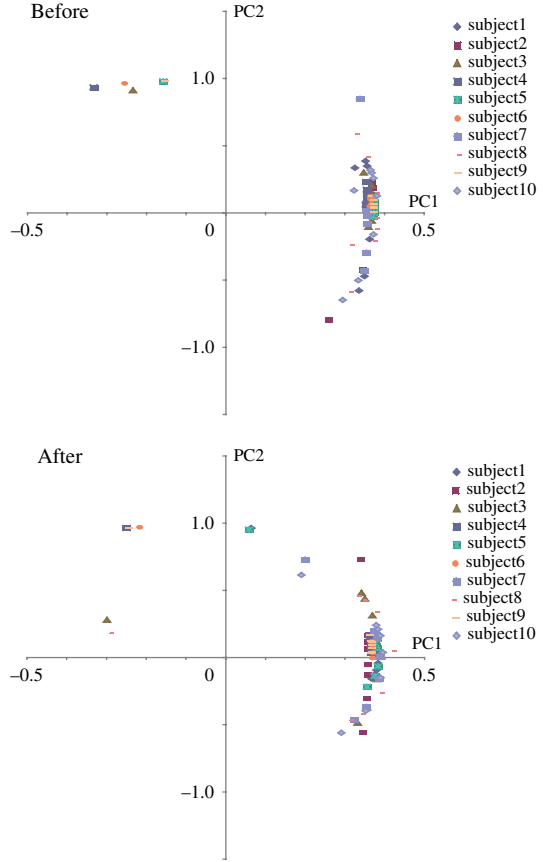 Before
PC2
subject1
subject2
subject3
subject4
subject5
subject6
subject7
subject8
subject9
subject10
1.0
PC1
−0.5
0
0.5
−1.0
After
PC2
subject1
subject2
subject3
subject4
subject5
subject6
subject7
subject8
subject9
subject10
1.0
PC1
−0.5
0
0.5
−1.0